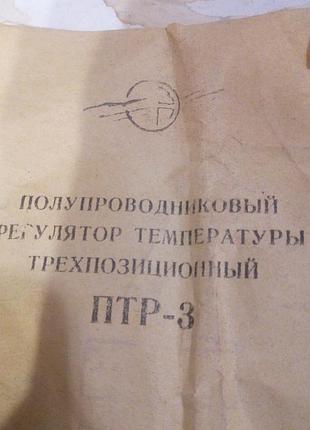 ПОЛУПРОВОДНИКОВЫЙ
РЕГУЛЯТОР ТЕМПЕРАТУРЫ
ТРЕХПОЗИЦИОННЫЙ
ПТР-3